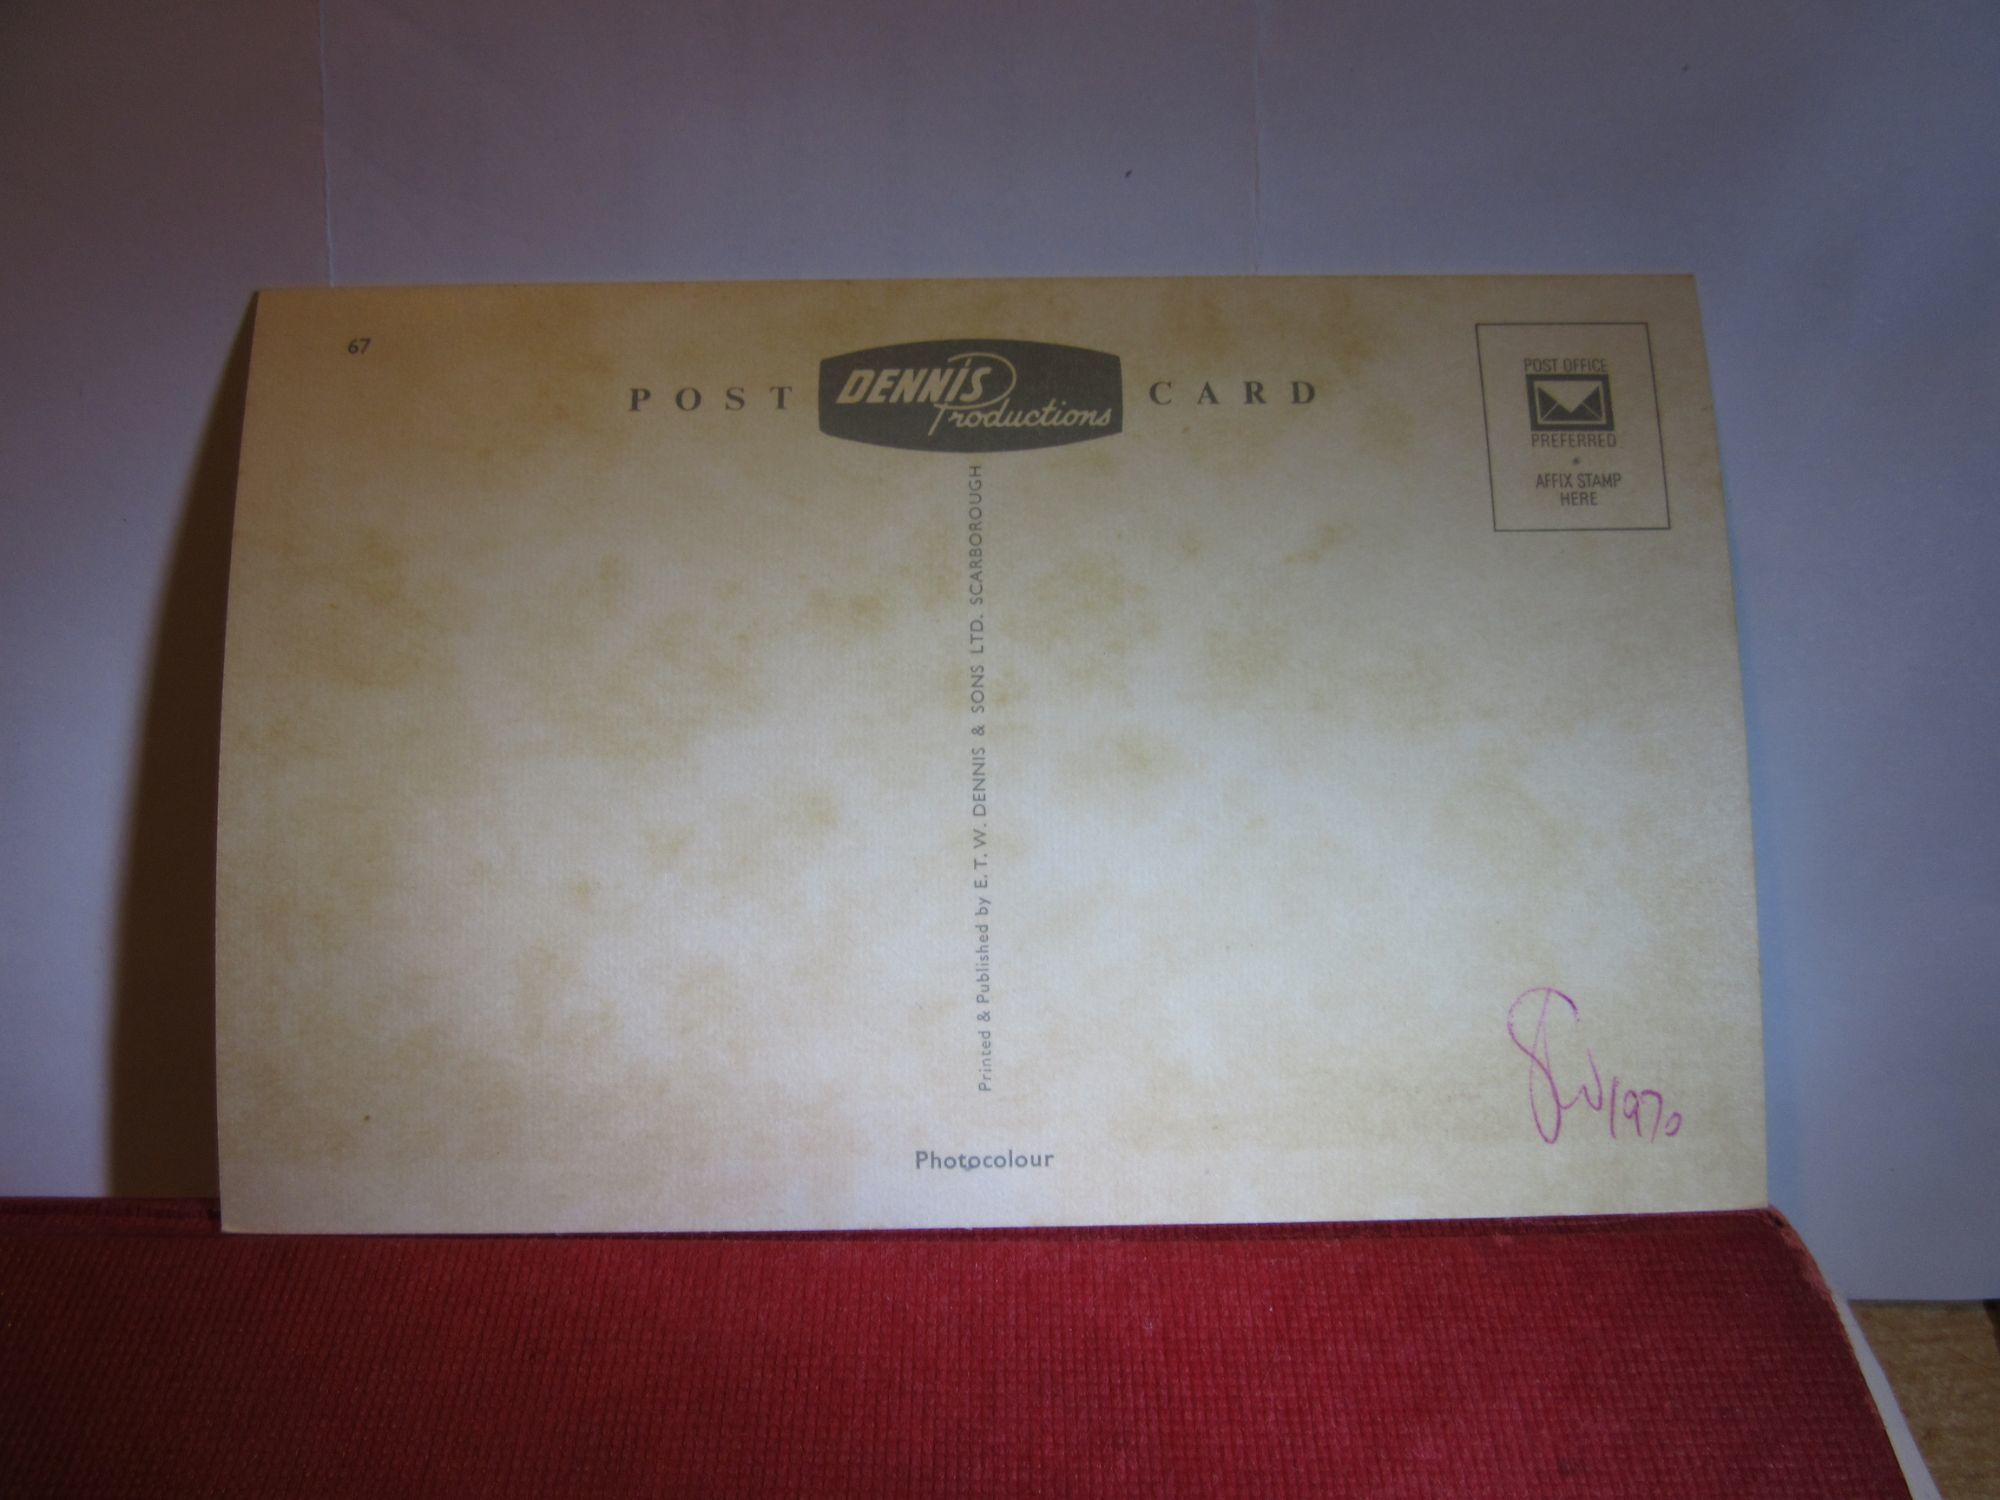 67
POST DENNIS Productions CARD
POST OFFICE
PREFERRED
AFFIX STAMP
HERE
Printed & Published by E. T. W. DENNIS & SONS LTD. SCARBOROUGH
1970
Photocolour